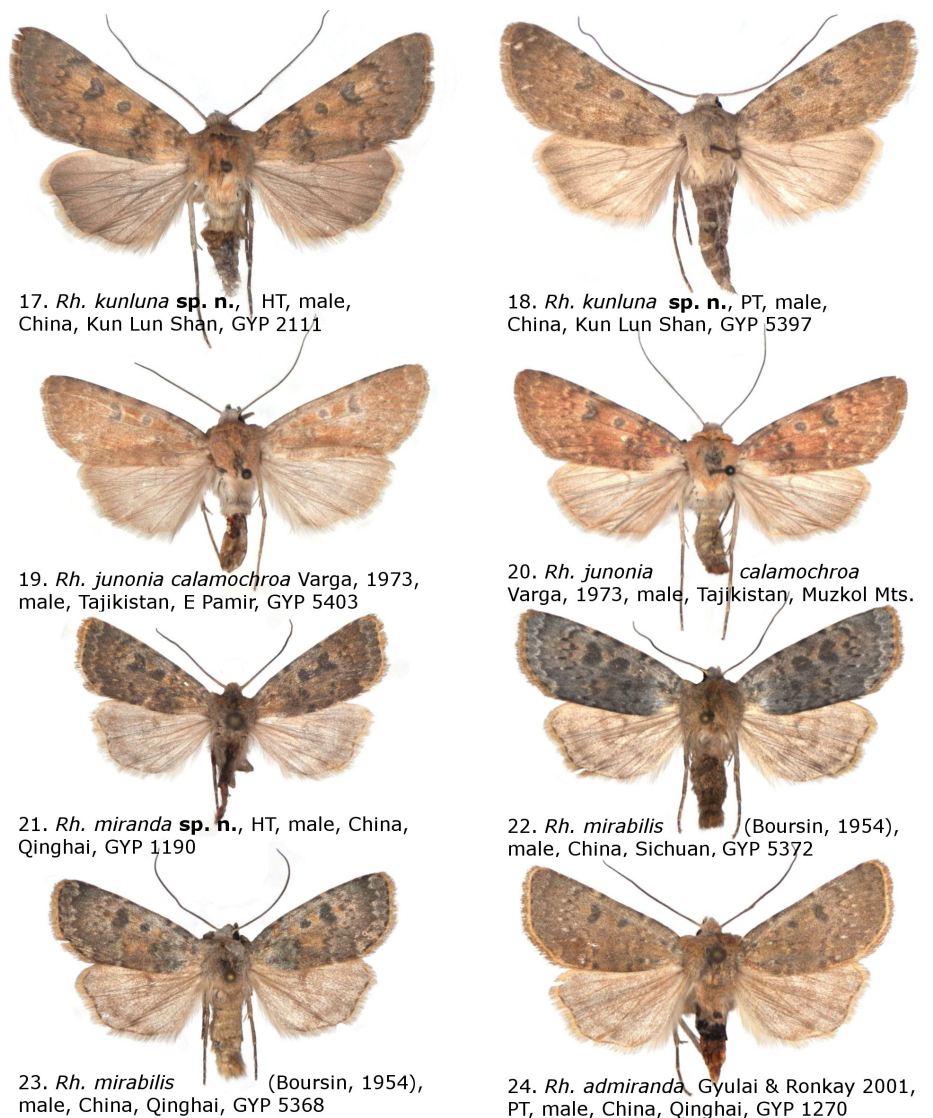 17. Rh. kunluna sp. n., HT, male,
China, Kun Lun Shan, GYP 2111
18. Rh. kunluna sp. n., PT, male,
China, Kun Lun Shan, GYP 5397
19. Rh. junonia calamochroa Varga, 1973,
male, Tajikistan, E Pamir, GYP 5403
20. Rh. junonia calamochroa
Varga, 1973, male, Tajikistan, Muzkol Mts.
21. Rh. miranda sp. n., HT, male, China,
Qinghai, GYP 1190
22. Rh. mirabilis (Boursin, 1954),
male, China, Sichuan, GYP 5372
23. Rh. mirabilis (Boursin, 1954),
male, China, Qinghai, GYP 5368
24. Rh. admiranda Gyulai & Ronkay 2001,
PT, male, China, Qinghai, GYP 1270